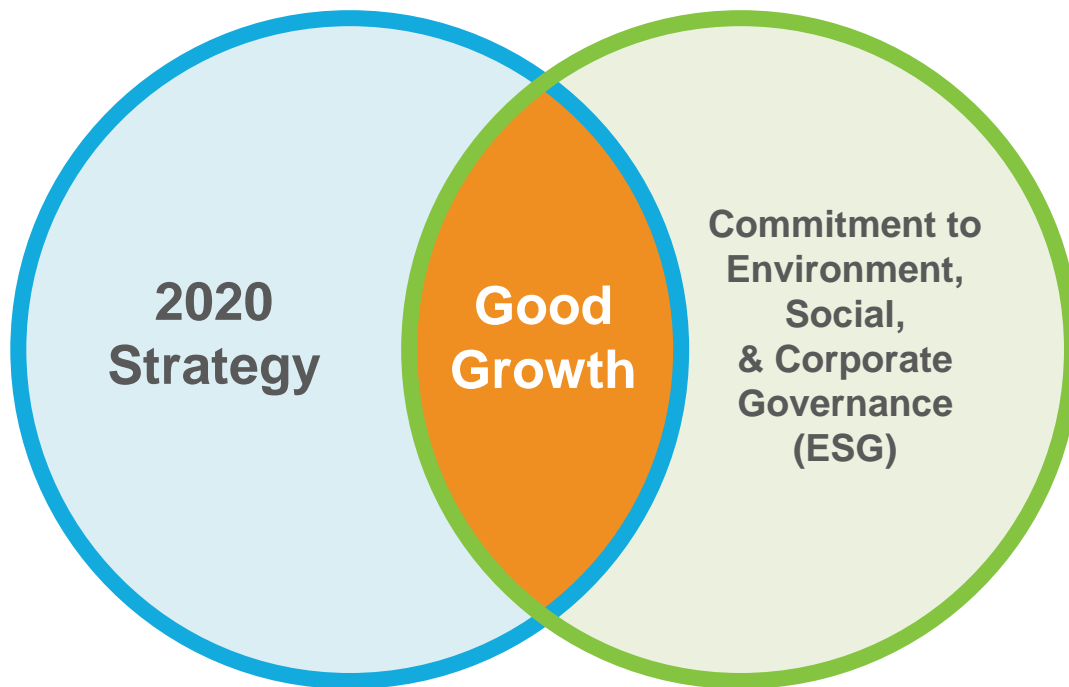 2020
Strategy
Good
Growth
Commitment to
Environment,
Social,
& Corporate
Governance
(ESG)